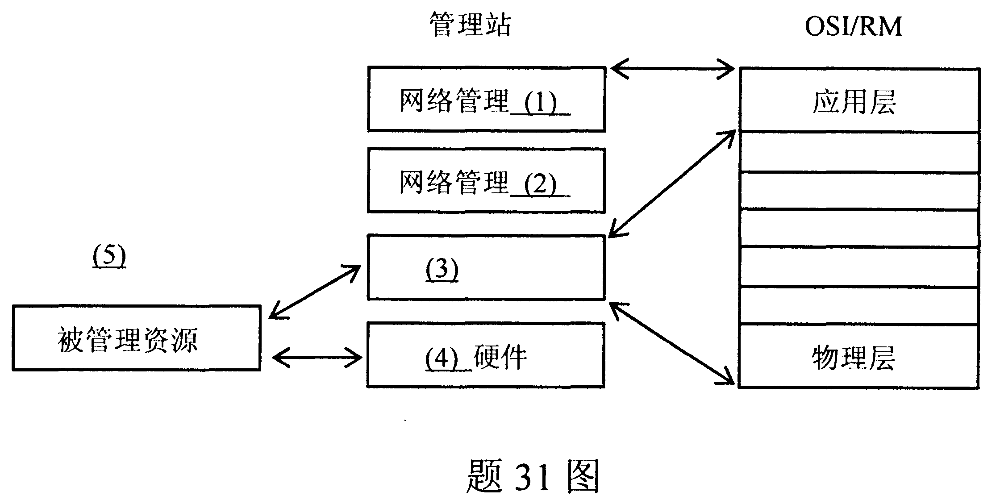 管理站
OSI/RM
网络管理 (1)
应用层
网络管理 (2)
(5)
(3)
被管理资源
(4) 硬件
物理层
题 31 图